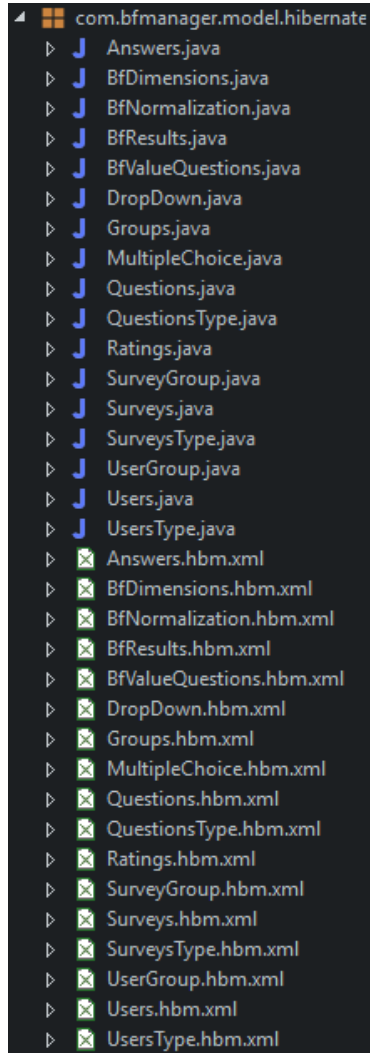 com.bfmanager.model.hibernate
Answers.java
BfDimensions.java
BfNormalization.java
BfResults.java
BfValueQuestions.java
DropDown.java
Groups.java
MultipleChoice.java
Questions.java
QuestionsType.java
Ratings.java
SurveyGroup.java
Surveys.java
SurveysType.java
UserGroup.java
Users.java
UsersType.java
Answers.hbm.xml
BfDimensions.hbm.xml
BfNormalization.hbm.xml
BfResults.hbm.xml
BfValueQuestions.hbm.xml
DropDown.hbm.xml
Groups.hbm.xml
MultipleChoice.hbm.xml
Questions.hbm.xml
QuestionsType.hbm.xml
Ratings.hbm.xml
SurveyGroup.hbm.xml
Surveys.hbm.xml
SurveysType.hbm.xml
UserGroup.hbm.xml
Users.hbm.xml
UsersType.hbm.xml